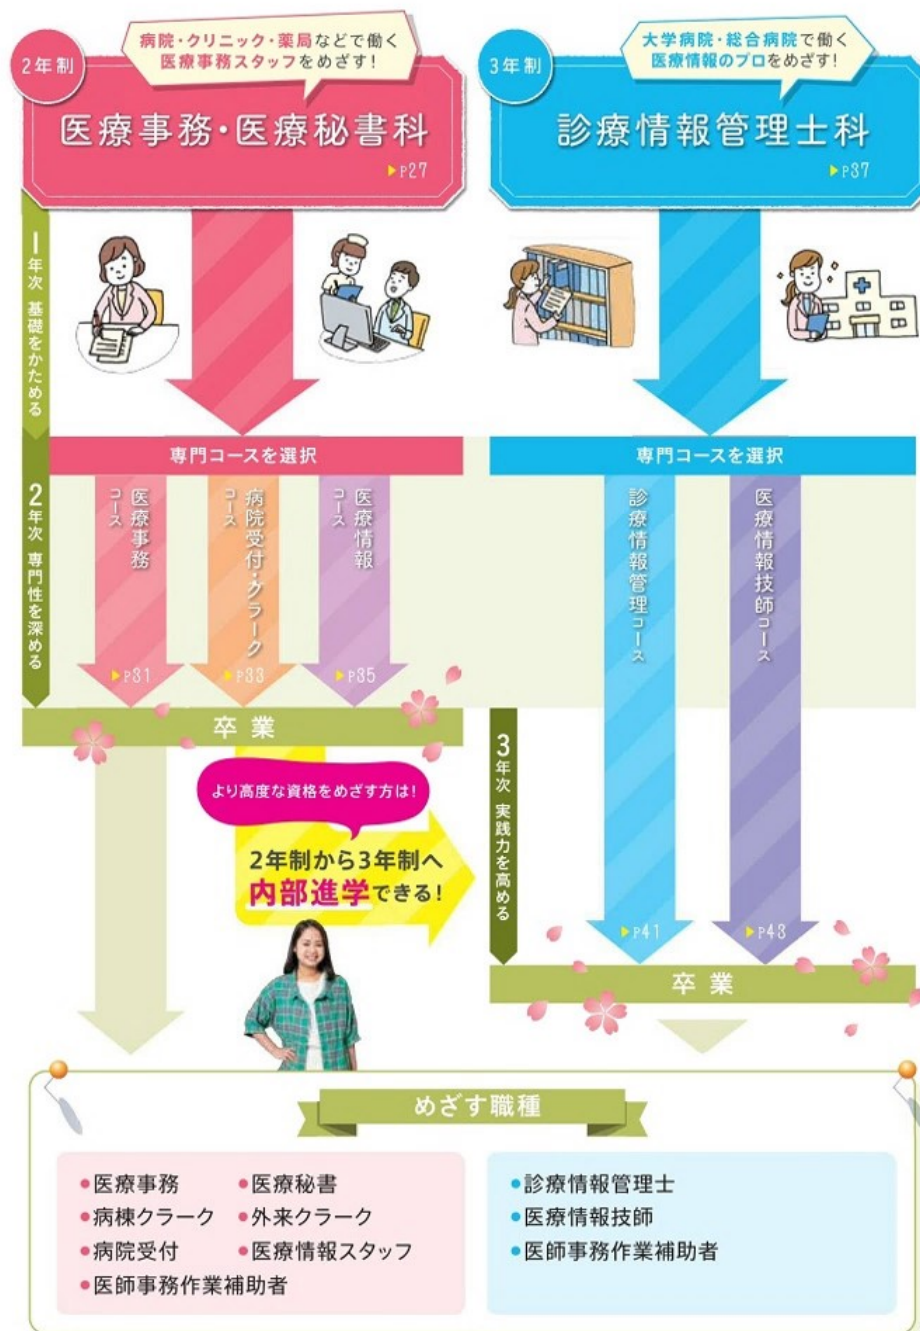 2年制
病院・クリニック・薬局などで働く
医療事務スタッフをめざす！
医療事務・医療秘書科
▶P27
3年制
大学病院・総合病院で働く
医療情報のプロをめざす！
診療情報管理士科
▶P37
1年次 基礎をかためる
専門コースを選択
専門コースを選択
2年次 専門性を深める
医療事務
コース
▶P31
病院受付・クラーク
コース
▶P33
医療情報
コース
▶P35
診療情報管理コース
▶P41
医療情報技師コース
▶P43
卒業
より高度な資格をめざす方は！
2年制から3年制へ
内部進学できる！
3年次 実践力を高める
卒業
めざす職種
●医療事務 ●医療秘書
●病棟クラーク ●外来クラーク
●病院受付 ●医療情報スタッフ
●医師事務作業補助者
●診療情報管理士
●医療情報技師
●医師事務作業補助者